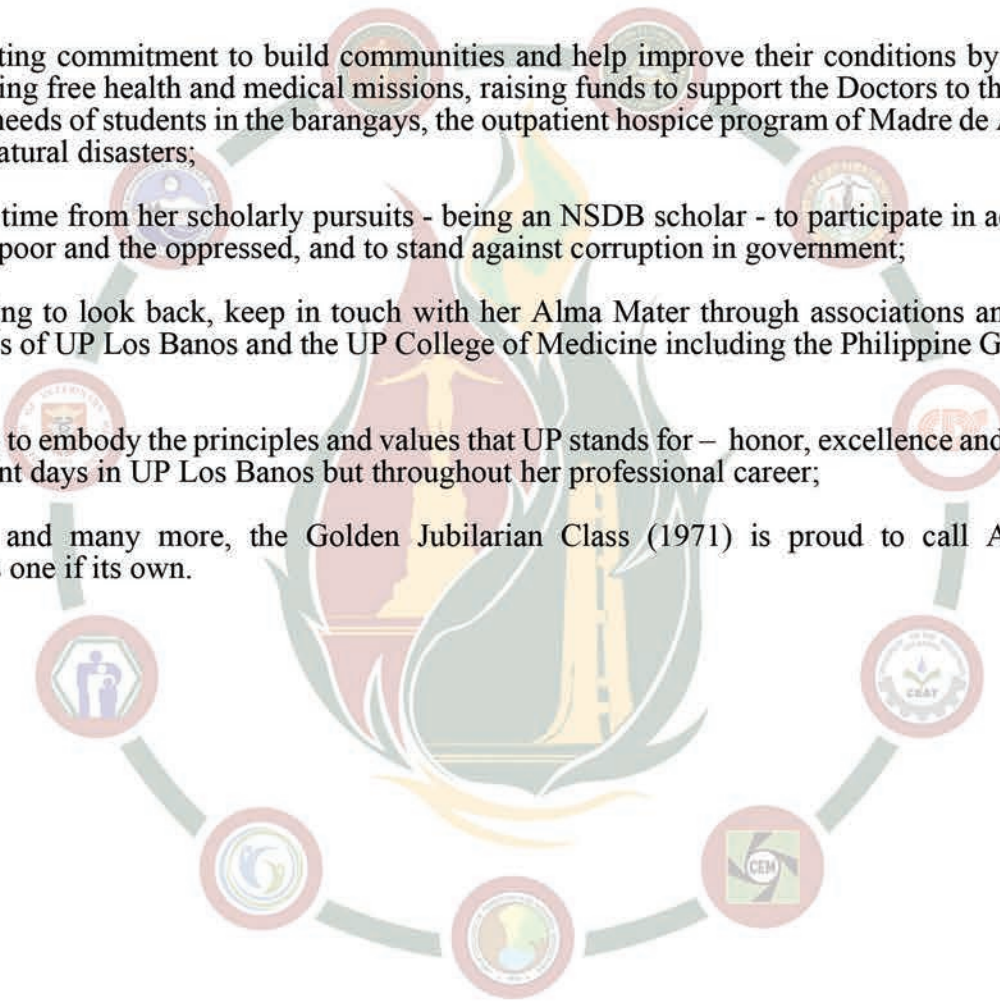 ting commitment to build communities and help improve their conditions by
ing free health and medical missions, raising funds to support the Doctors to th
needs of students in the barangays, the outpatient hospice program of Madre de A
atural disasters;
time from her scholarly pursuits - being an NSDB scholar - to participate in a
poor and the oppressed, and to stand against corruption in government;
ng to look back, keep in touch with her Alma Mater through associations an
s of UP Los Banos and the UP College of Medicine including the Philippine G
to embody the principles and values that UP stands for – honor, excellence and
nt days in UP Los Banos but throughout her professional career;
and many more, the Golden Jubilarian Class (1971) is proud to call A
s one if its own.
CEAT
CEM